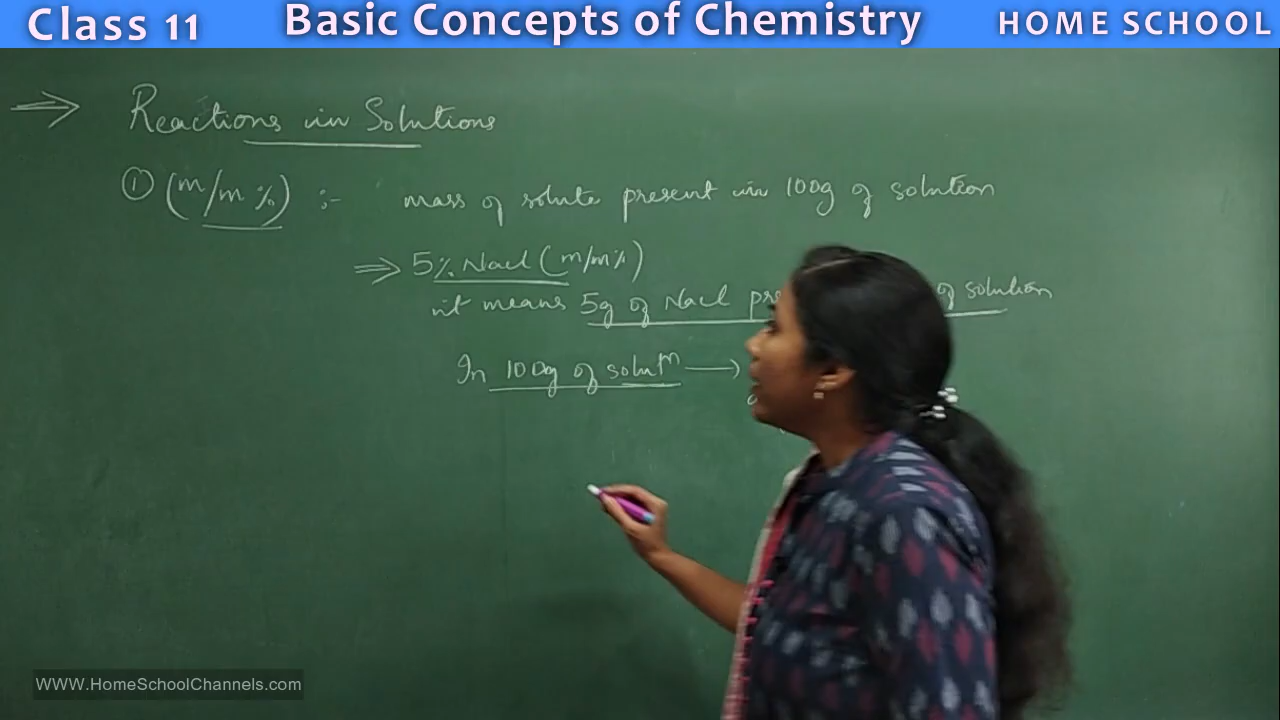 Class 11 Basic Concepts of Chemistry HOME SCHOOL
⇒ Reactions in Solutions
① (m/m %) :- mass of solute present in 100g of solution
⇒ 5% Nacl (m/m%)
it means 5g of Nacl of solution
In 100g of solutⁿ →
WWW.HomeSchoolChannels.com